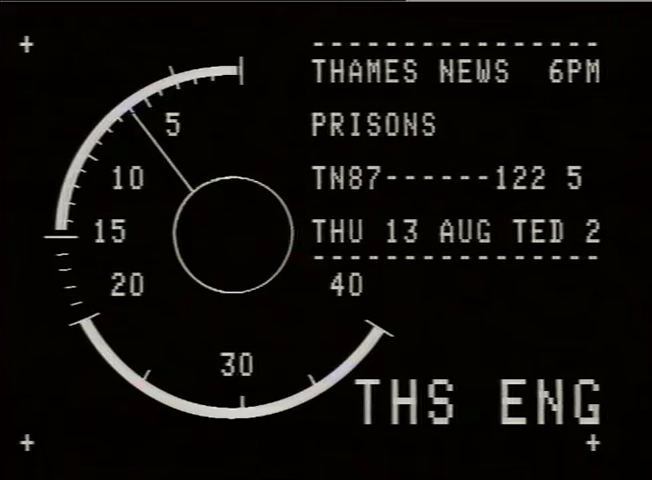 ----------------
THAMES NEWS  6PM
PRISONS
TN87------122 5
THU 13 AUG TED 2
----------------
5
10
15
20
30
40
THS ENG